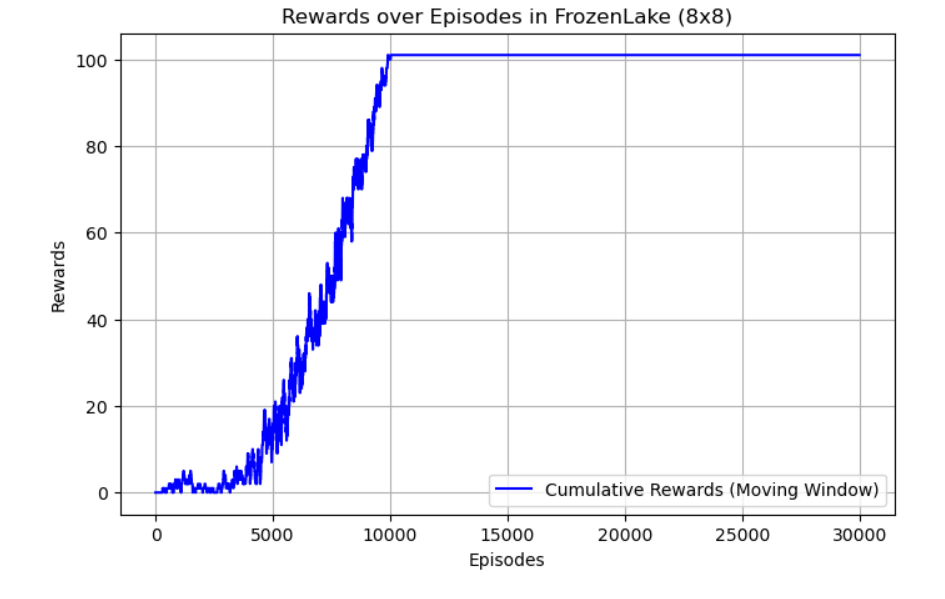 Rewards over Episodes in FrozenLake (8x8)
100
80
60
40
20
0
Rewards
Cumulative Rewards (Moving Window)
0 5000 10000 15000 20000 25000 30000
Episodes